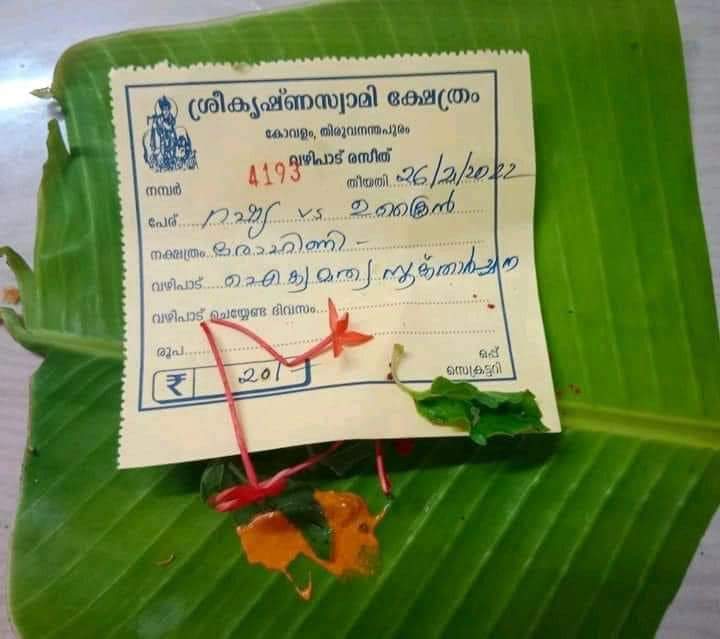 ശ്രീകൃഷ്ണസ്വാമി ക്ഷേത്രം
കോവളം, തിരുവനന്തപുരം
വഴിപാട് രസീത്
നമ്പർ 4193 തീയതി 26/2/2022
പേര് റഷ്യ vs ഉക്രൈൻ
നക്ഷത്രം രോഹിണി -
വഴിപാട് ഐക്യമത്യ സൂക്താർച്ചന
വഴിപാട് ചെയ്യേണ്ട ദിവസം
രൂപ
ഒപ്പ്
₹ 20/- സെക്രട്ടറി